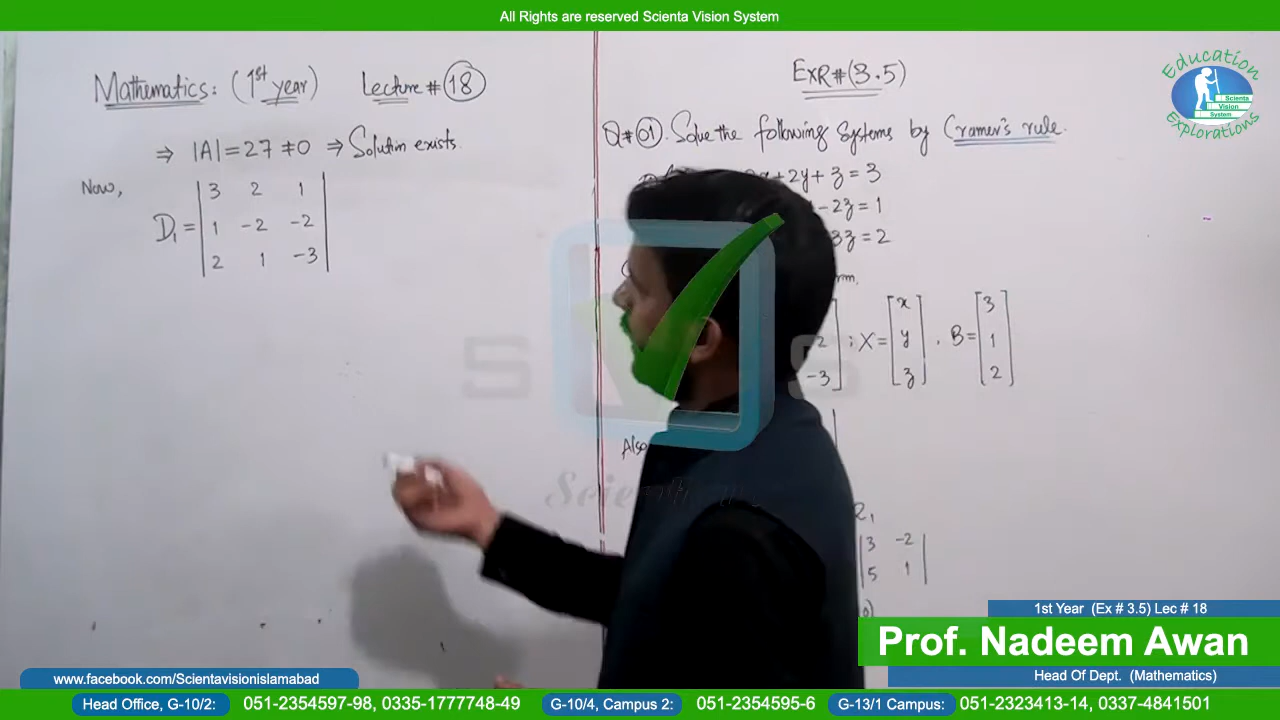 All Rights are reserved Scienta Vision System
Mathematics: (1st year) Lecture # 18
⇒ |A| = 27 ≠ 0 ⇒ Solution exists.
Now,
D₁ = | 3 2 1 |
| 1 -2 -2 |
| 2 1 -3 |
ExR#(3.5)
Q#01. Solve the following systems by Cramer's rule.
+2y+z = 3
-2z = 1
3z = 2
-3 ] ; X = [ x y z ] , B = [ 3 1 2 ]
Also
R₁
| 3 -2 |
| 5 1 |
Education
Scienta
Vision
System
Explorations
S S
1st Year (Ex # 3.5) Lec # 18
Prof. Nadeem Awan
Head Of Dept. (Mathematics)
www.facebook.com/Scientavisionislamabad
Head Office, G-10/2: 051-2354597-98, 0335-1777748-49 G-10/4, Campus 2: 051-2354595-6 G-13/1 Campus: 051-2323413-14, 0337-4841501